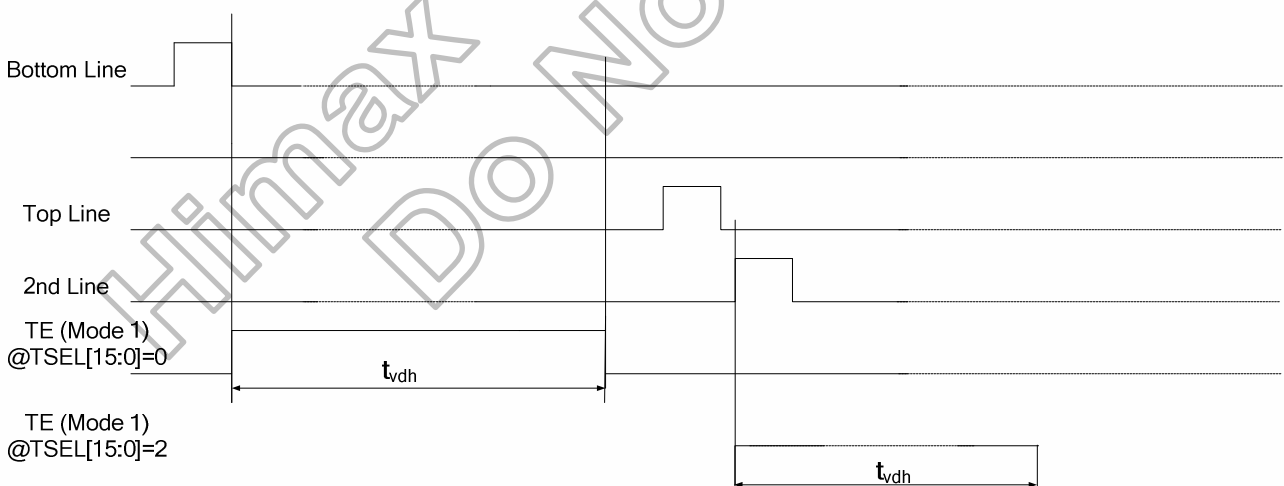 Himax
Do No
Bottom Line
Top Line
2nd Line
TE (Mode 1)
@TSEL[15:0]=0
tvdh
TE (Mode 1)
@TSEL[15:0]=2
tvdh